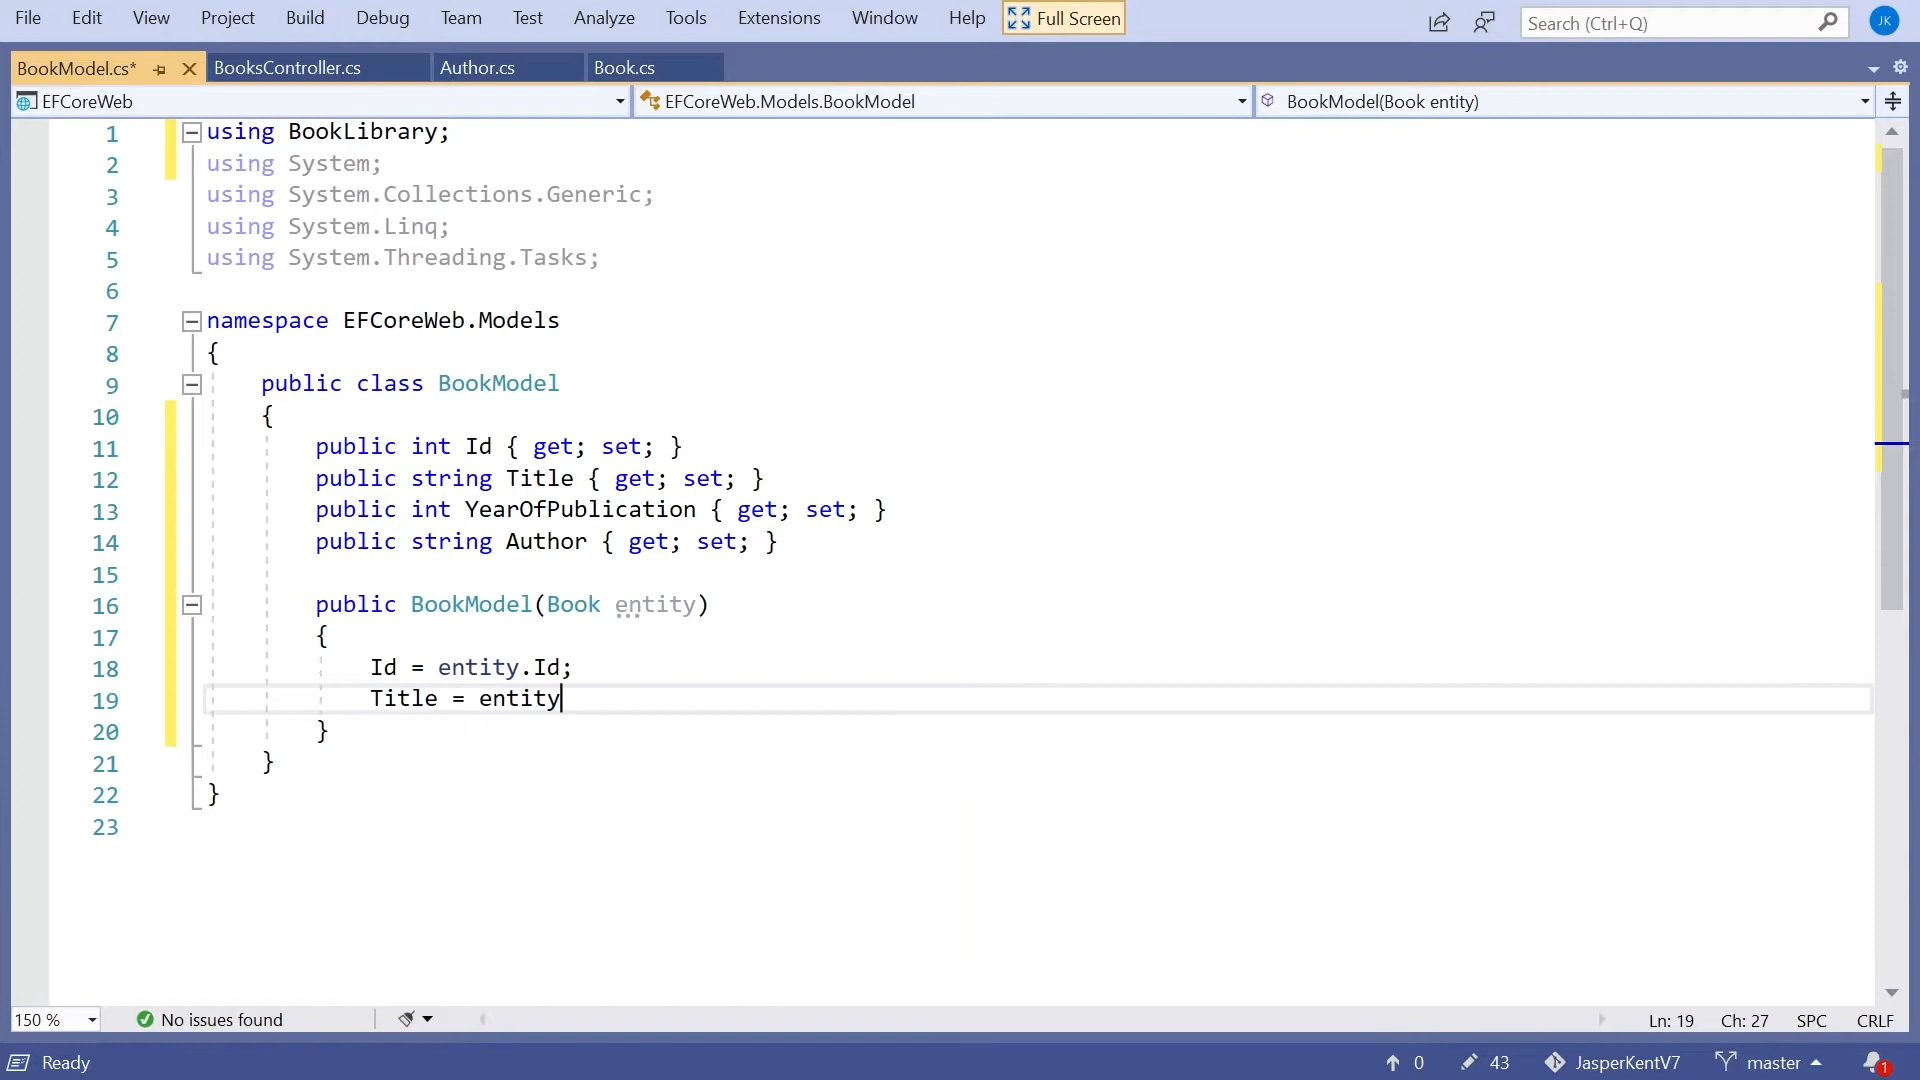 File Edit View Project Build Debug Team Test Analyze Tools Extensions Window Help Full Screen Search (Ctrl+Q) JK
BookModel.cs* BooksController.cs Author.cs Book.cs
EFCoreWeb EFCoreWeb.Models.BookModel BookModel(Book entity)
1 using BookLibrary;
2 using System;
3 using System.Collections.Generic;
4 using System.Linq;
5 using System.Threading.Tasks;
6
7 namespace EFCoreWeb.Models
8 {
9 public class BookModel
10 {
11 public int Id { get; set; }
12 public string Title { get; set; }
13 public int YearOfPublication { get; set; }
14 public string Author { get; set; }
15
16 public BookModel(Book entity)
17 {
18 Id = entity.Id;
19 Title = entity
20 }
21 }
22 }
23
150 % No issues found Ln: 19 Ch: 27 SPC CRLF
Ready 0 43 JasperKentV7 master 1